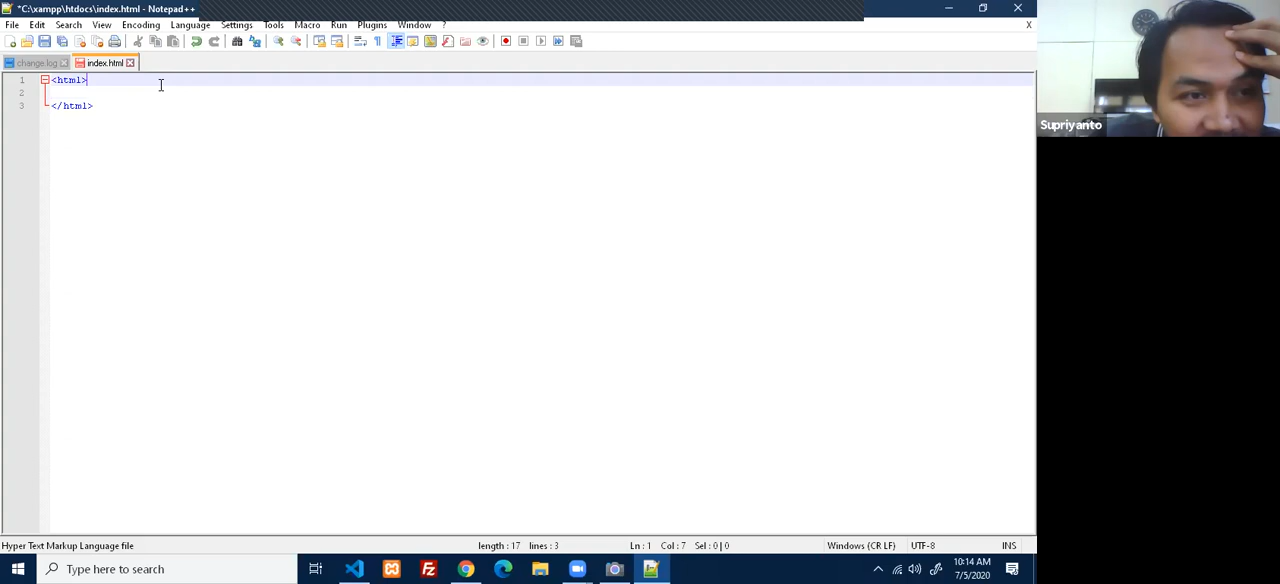 *C:\xampp\htdocs\index.html - Notepad++
File Edit Search View Encoding Language Settings Tools Macro Run Plugins Window ? X
change.log index.html
1 <html>
2
3 </html>
Supriyanto
Hyper Text Markup Language file length : 17 lines : 3 Ln : 1 Col : 7 Sel : 0 | 0 Windows (CR LF) UTF-8 INS
Type here to search
10:14 AM
7/5/2020